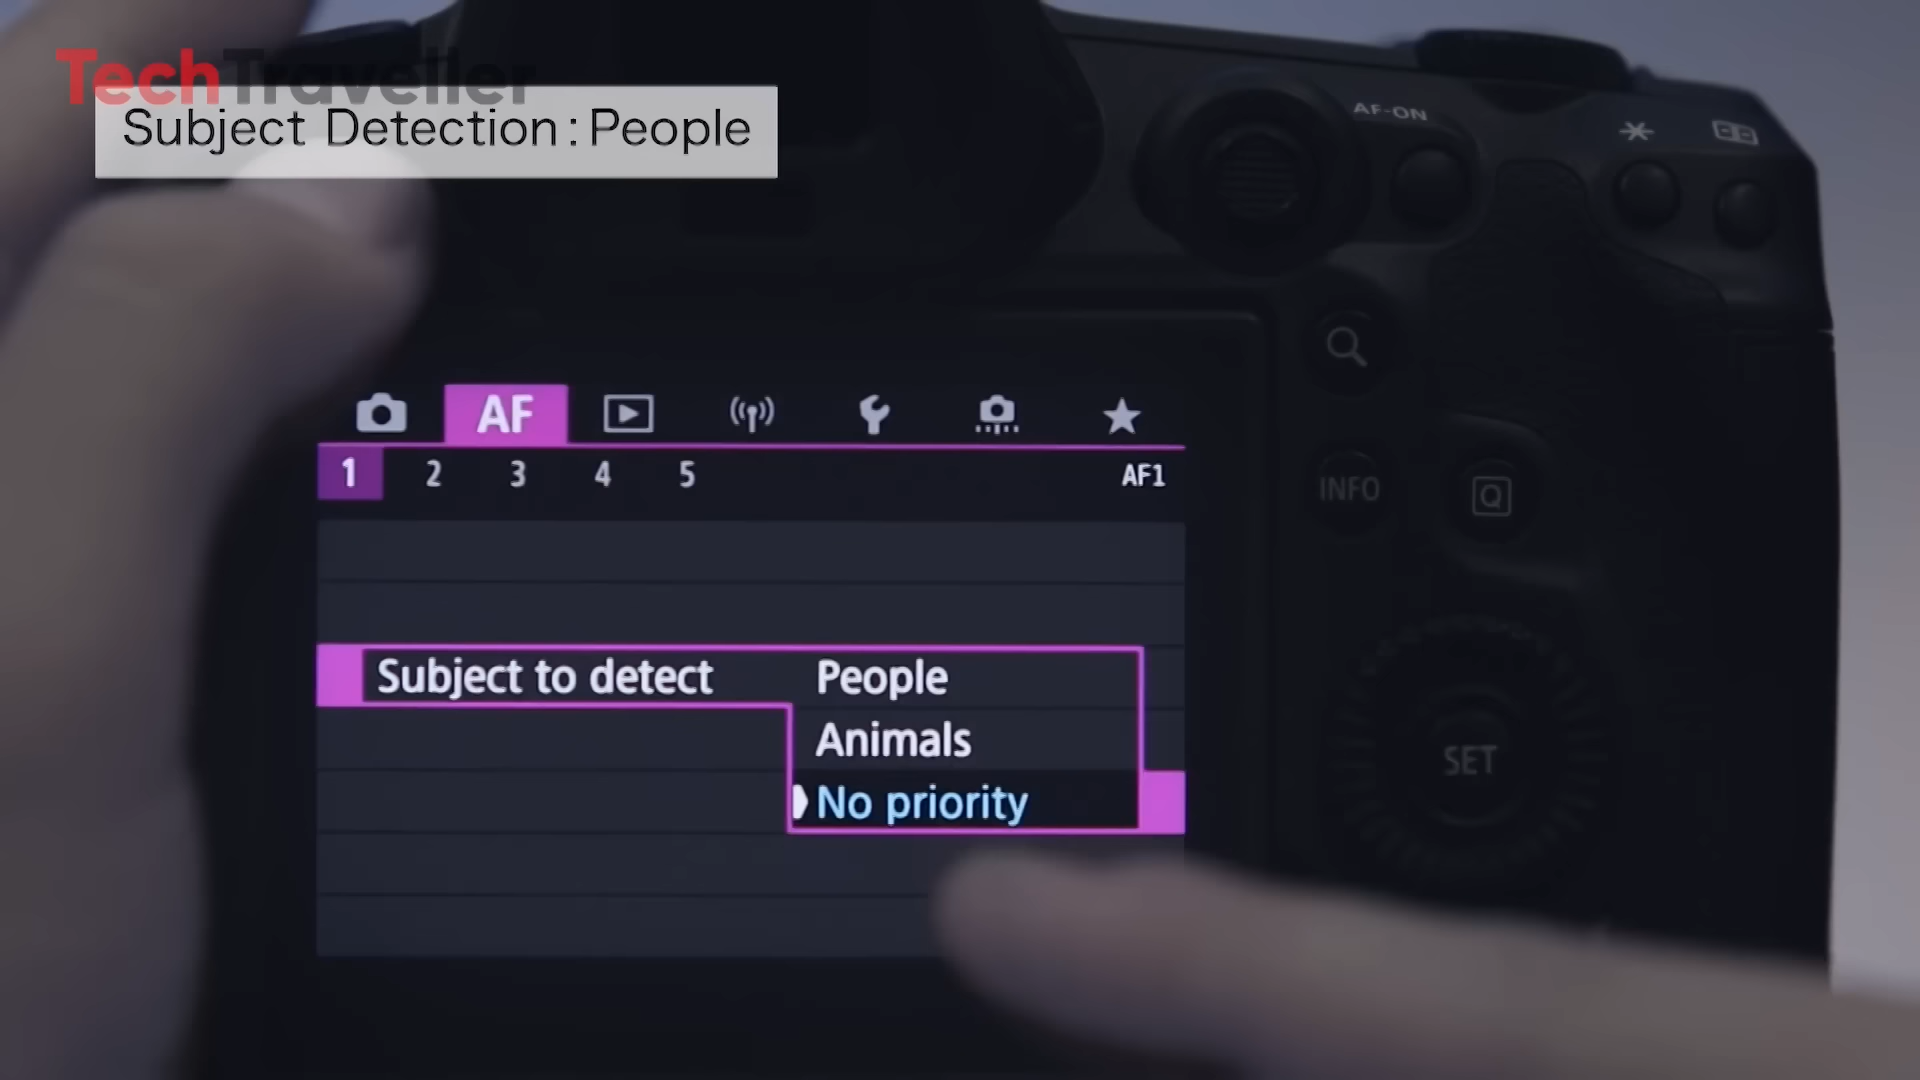 TechTraveller
Subject Detection : People
AF-ON
AF
1 2 3 4 5 AF1
INFO
Q
Subject to detect People
Animals
No priority
SET